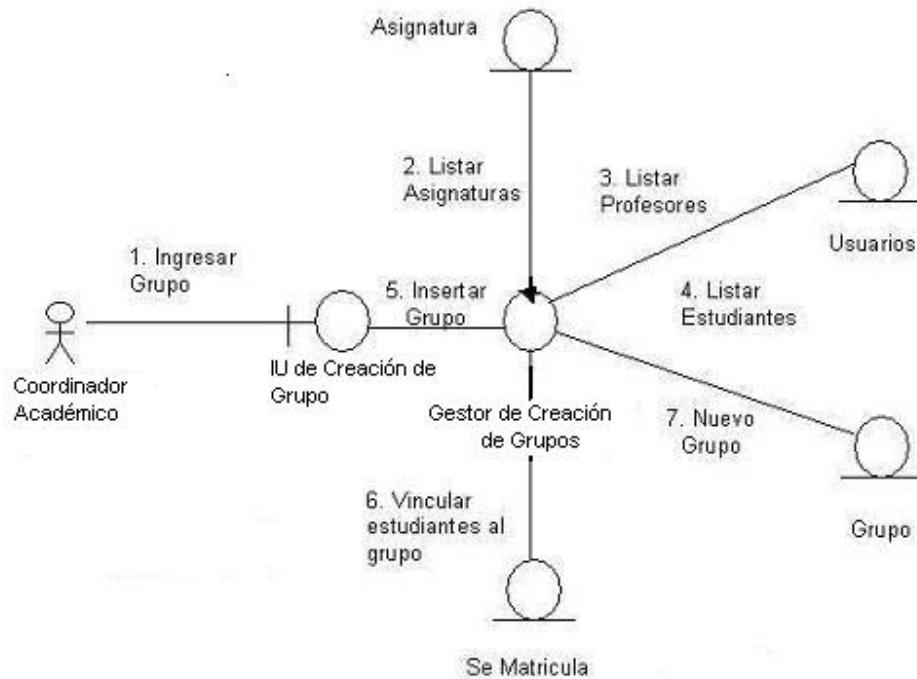 Asignatura
2. Listar
Asignaturas
3. Listar
Profesores
Usuarios
1. Ingresar
Grupo
5. Insertar
Grupo
4. Listar
Estudiantes
Coordinador
Académico
IU de Creación de
Grupo
Gestor de Creación
de Grupos
7. Nuevo
Grupo
6. Vincular
estudiantes al
grupo
Grupo
Se Matricula